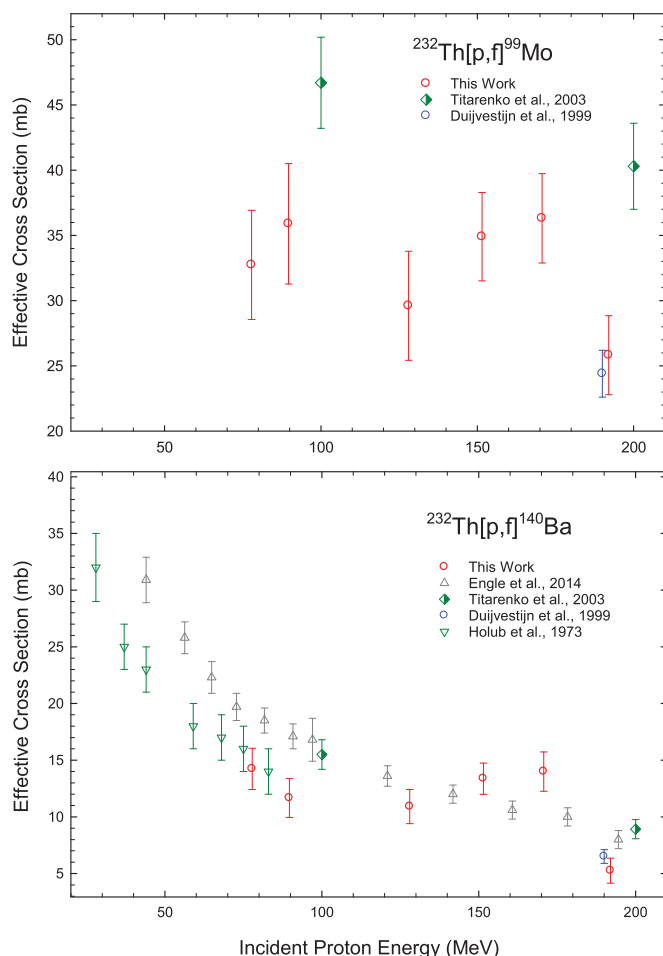 50
45
40
35
30
25
20
50
100
150
200
Effective Cross Section (mb)
232Th[p,f]99Mo
This Work
Titarenko et al., 2003
Duijvestijn et al., 1999
40
35
30
25
20
15
10
5
50
100
150
200
Effective Cross Section (mb)
232Th[p,f]140Ba
This Work
Engle et al., 2014
Titarenko et al., 2003
Duijvestijn et al., 1999
Holub et al., 1973
Incident Proton Energy (MeV)